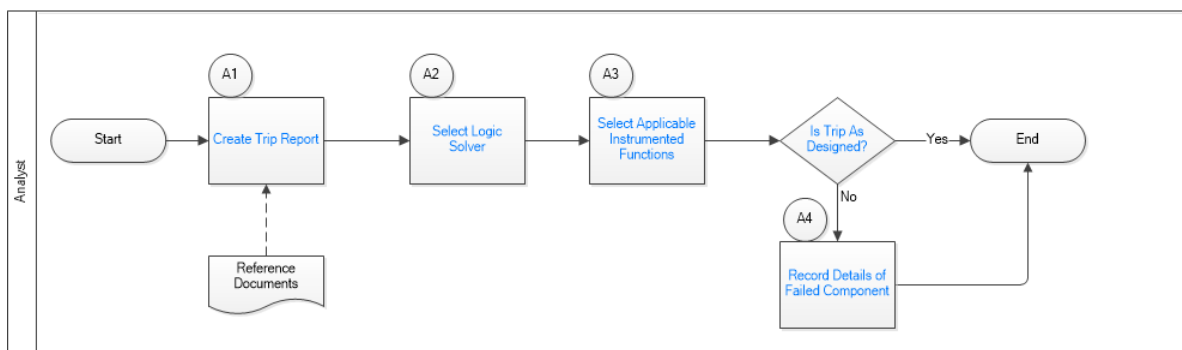 Analyst
Start
A1
Create Trip Report
Reference
Documents
A2
Select Logic
Solver
A3
Select Applicable
Instrumented
Functions
Is Trip As
Designed?
Yes
End
No
A4
Record Details of
Failed Component